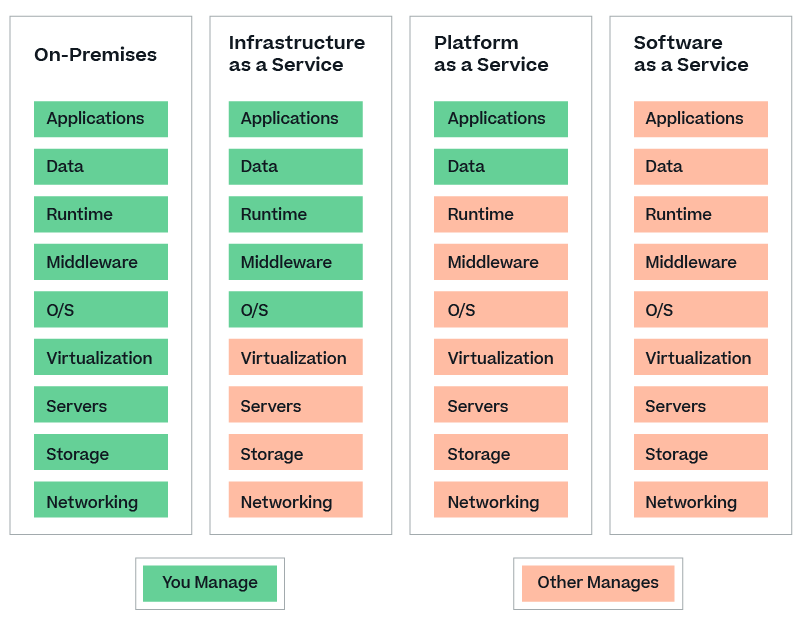 On-Premises
Applications
Data
Runtime
Middleware
O/S
Virtualization
Servers
Storage
Networking
Infrastructure
as a Service
Applications
Data
Runtime
Middleware
O/S
Virtualization
Servers
Storage
Networking
Platform
as a Service
Applications
Data
Runtime
Middleware
O/S
Virtualization
Servers
Storage
Networking
Software
as a Service
Applications
Data
Runtime
Middleware
O/S
Virtualization
Servers
Storage
Networking
You Manage
Other Manages